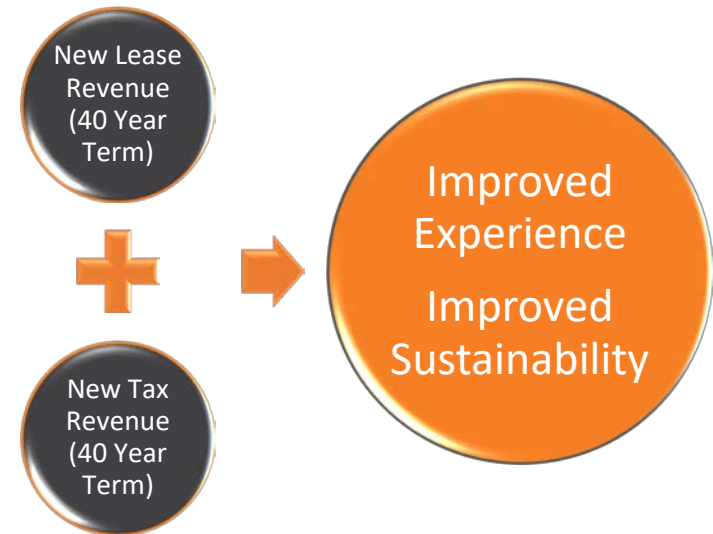 New Lease
Revenue
(40 Year
Term)
New Tax
Revenue
(40 Year
Term)
Improved
Experience
Improved
Sustainability